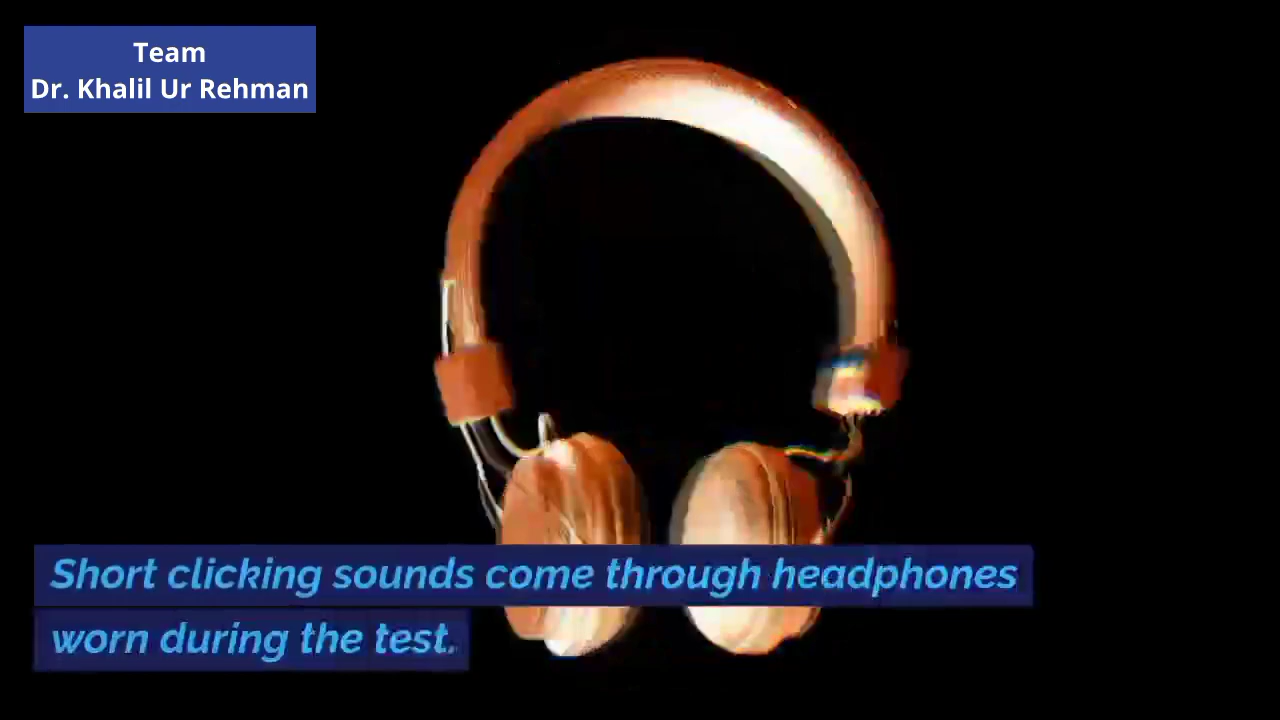 Team
Dr. Khalil Ur Rehman
Short clicking sounds come through headphones
worn during the test.